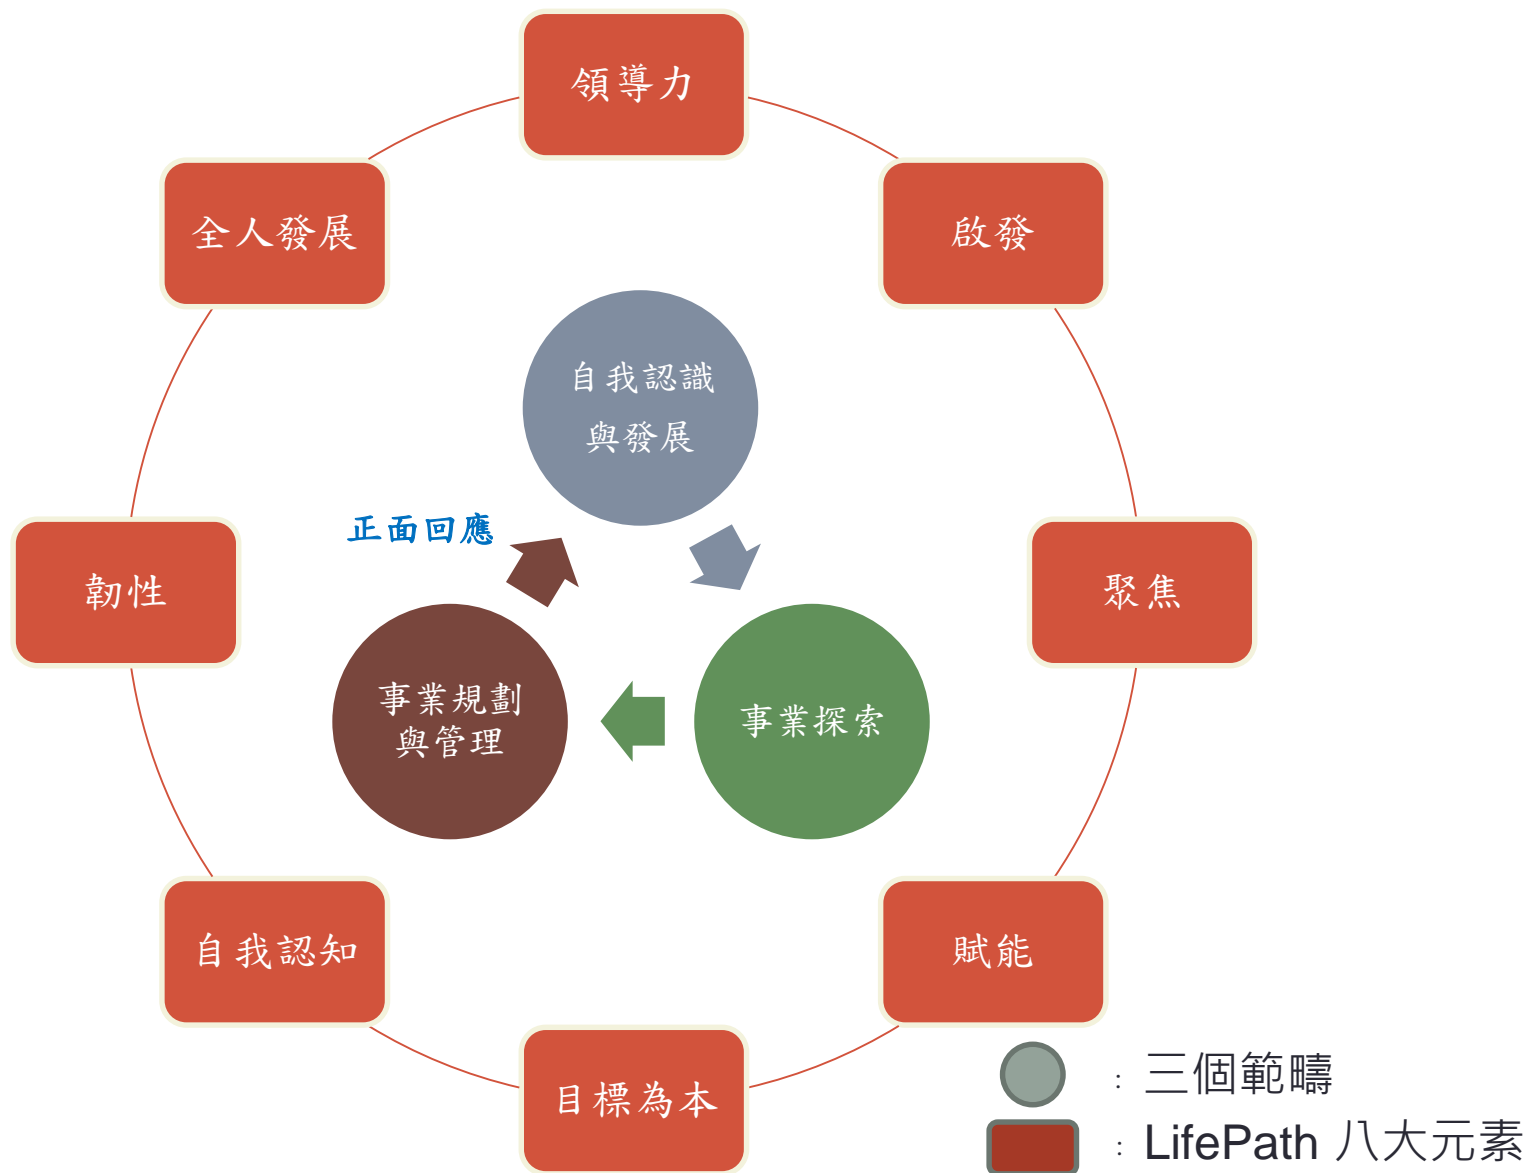 領導力
全人發展
啟發
自我認識
與發展
正面回應
韌性
聚焦
事業規劃
與管理
事業探索
自我認知
賦能
目標為本
: 三個範疇
: LifePath 八大元素